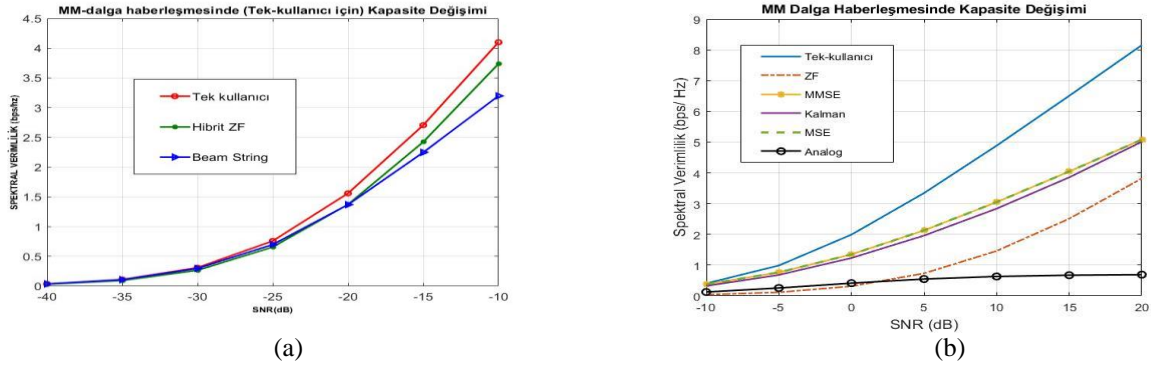 MM-dalga haberleşmesinde (Tek-kullanıcı için) Kapasite Değişimi
4.5
4
3.5
3
2.5
2
1.5
1
0.5
0
SPEKTRAL VERİMLİLİK (bps/hz)
Tek kullanıcı
Hibrit ZF
Beam String
-40
-35
-30
-25
-20
-15
-10
SNR(dB)
(a)
MM Dalga Haberleşmesinde Kapasite Değişimi
9
8
7
6
5
4
3
2
1
0
Spektral Verimlilik (bps/ Hz)
Tek-kullanıcı
ZF
MMSE
Kalman
MSE
Analog
-10
-5
0
5
10
15
20
SNR (dB)
(b)